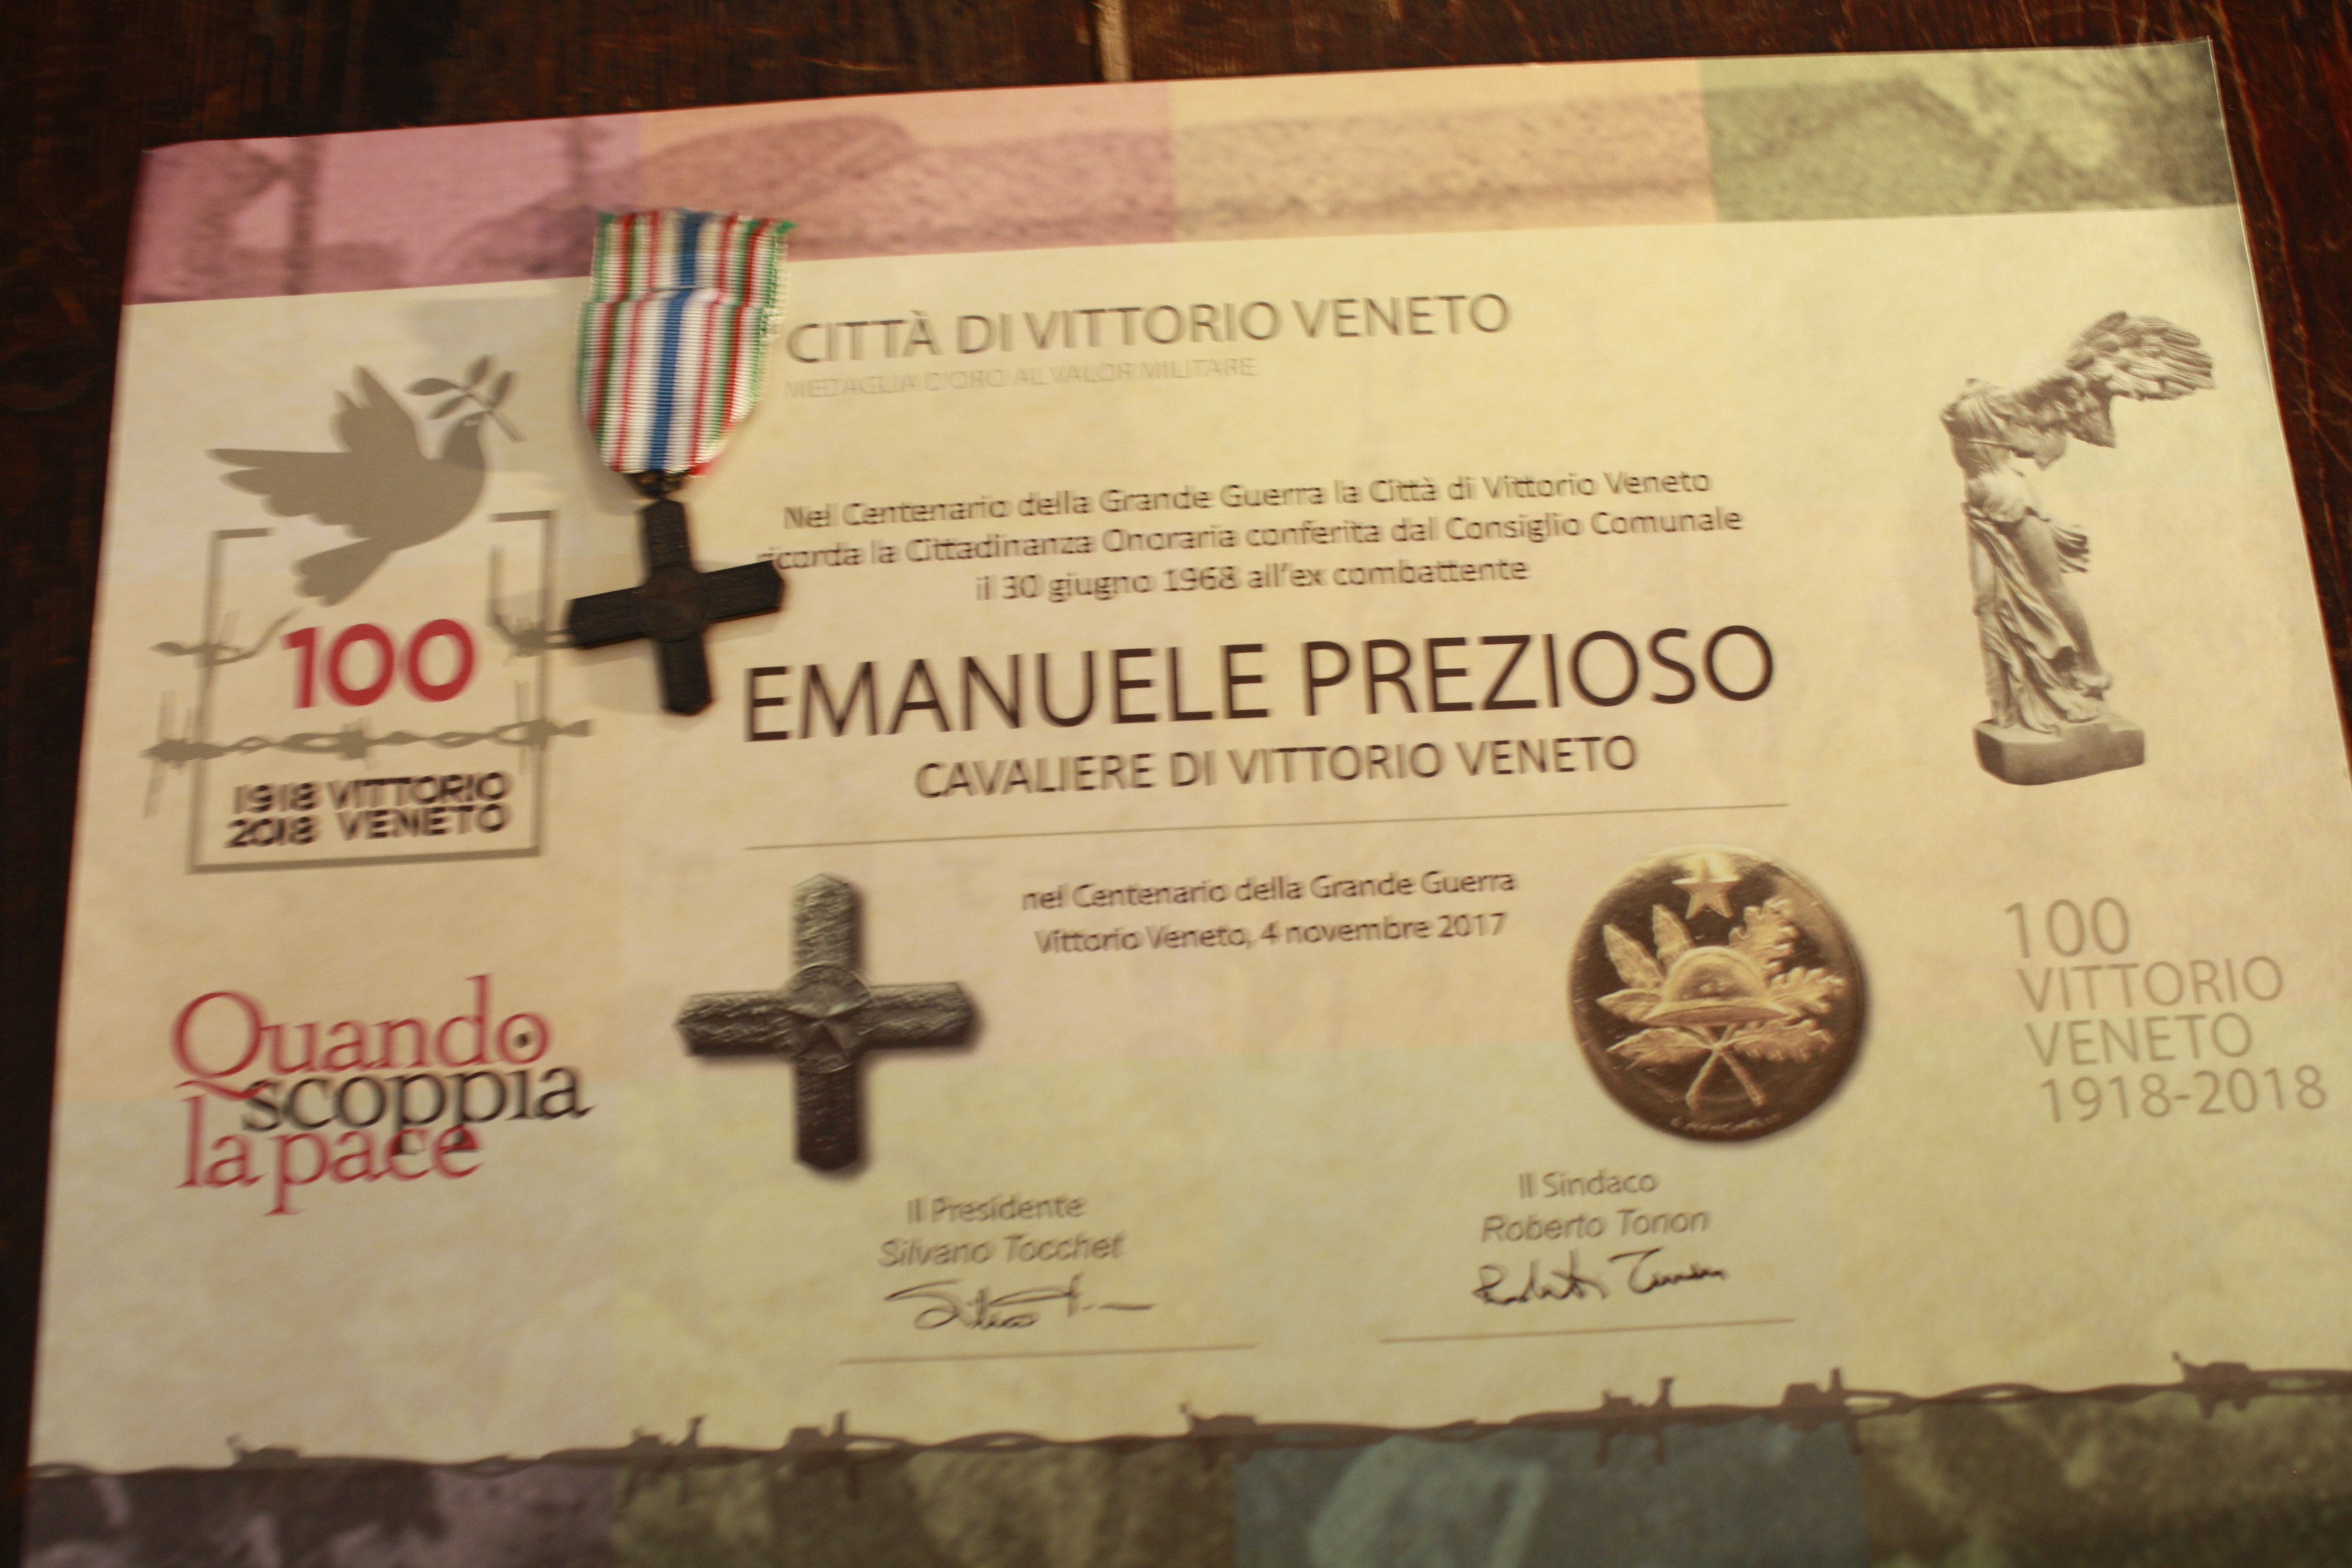 CITTÀ DI VITTORIO VENETO
MEDAGLIA D'ORO AL VALOR MILITARE
Nel Centenario della Grande Guerra la Città di Vittorio Veneto
ricorda la Cittadinanza Onoraria conferita dal Consiglio Comunale
il 30 giugno 1968 all'ex combattente
EMANUELE PREZIOSO
CAVALIERE DI VITTORIO VENETO
100
1918 VITTORIO
2018 VENETO
nel Centenario della Grande Guerra
Vittorio Veneto, 4 novembre 2017
Quando
scoppia
la pace
100
VITTORIO
VENETO
1918-2018
Il Presidente
Silvano Tocchet
Il Sindaco
Roberto Tonon
Roberto Tonon